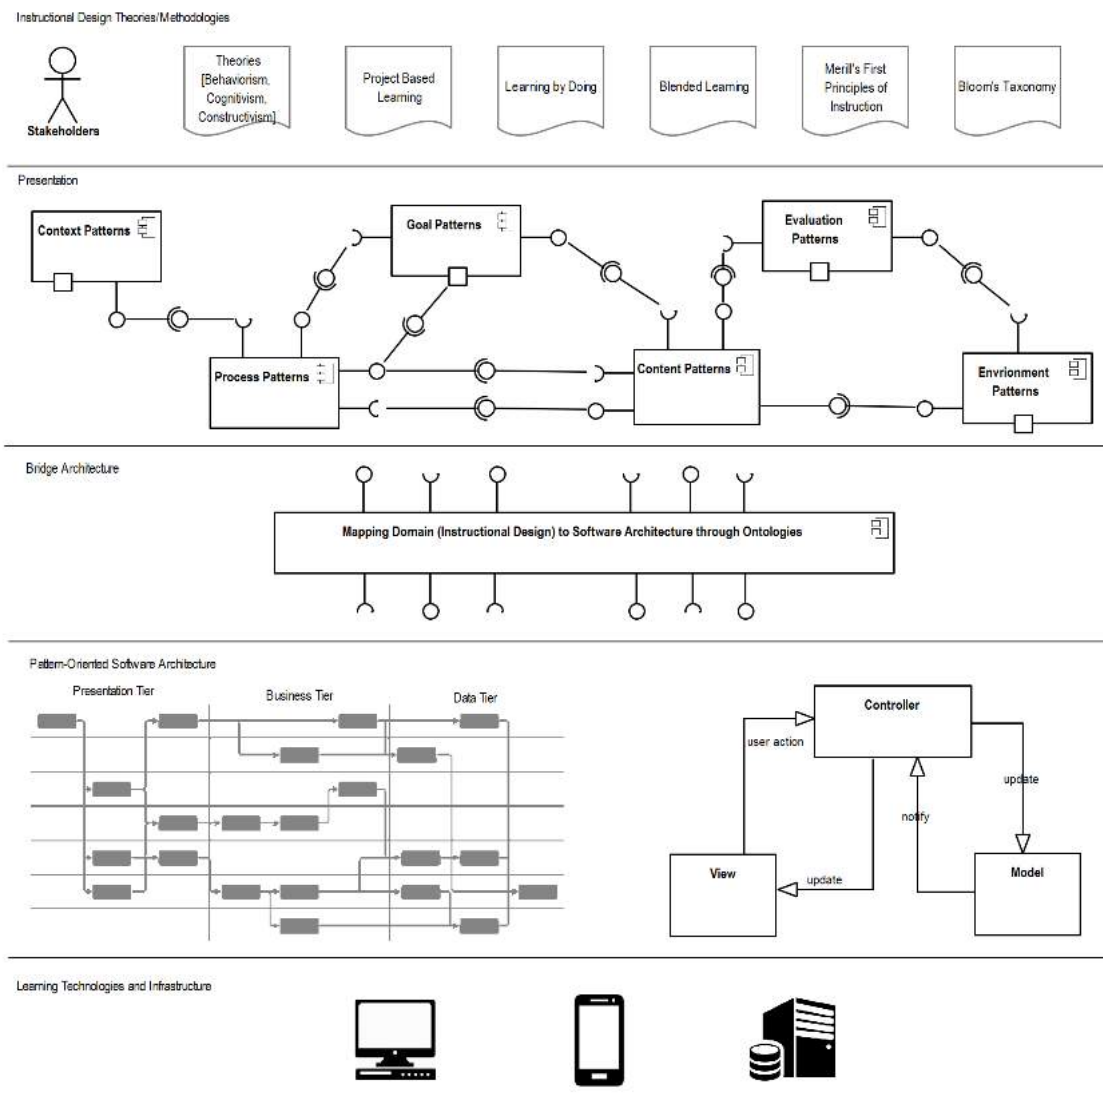 Instructional Design Theories/Methodologies
Stakeholders
Theories
[Behaviorism,
Cognitivism,
Constructivism]
Project Based
Learning
Learning by Doing
Blended Learning
Merill's First
Principles of
Instruction
Bloom's Taxonomy
Presentation
Context Patterns
Goal Patterns
Evaluation
Patterns
Process Patterns
Content Patterns
Envrionment
Patterns
Bridge Architecture
Mapping Domain (Instructional Design) to Software Architecture through Ontologies
Pattern-Oriented Software Architecture
Presentation Tier
Business Tier
Data Tier
Controller
user action
update
notify
View
update
Model
Learning Technologies and Infrastructure